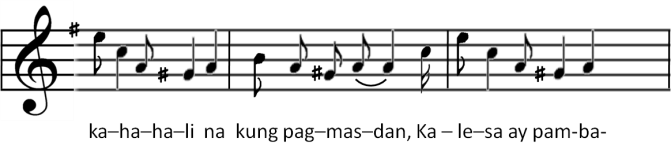 ka–ha–ha–li na kung pag–mas–dan, Ka – le–sa ay pam-ba-